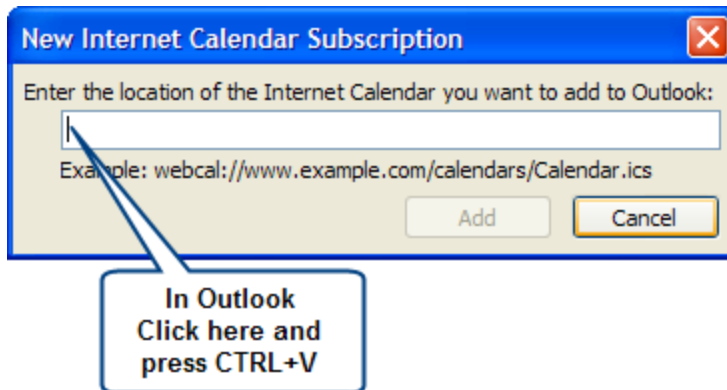 New Internet Calendar Subscription
Enter the location of the Internet Calendar you want to add to Outlook:
Example: webcal://www.example.com/calendars/Calendar.ics
Add
Cancel
In Outlook
Click here and
press CTRL+V